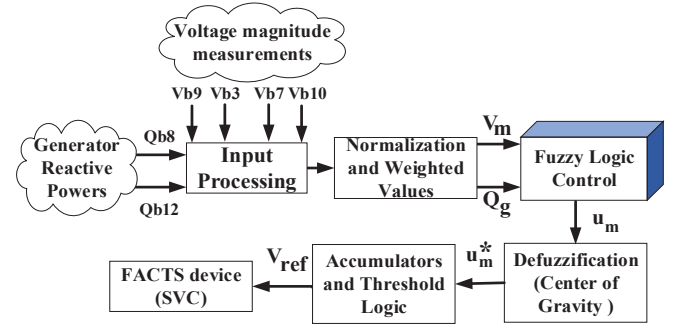 Voltage magnitude
measurements
Vb9 Vb3 Vb7 Vb10
Generator
Reactive
Powers
Qb8
Qb12
Input
Processing
Normalization
and Weighted
Values
Vm
Qg
Fuzzy Logic
Control
um
Defuzzification
(Center of
Gravity )
um*
Accumulators
and Threshold
Logic
Vref
FACTS device
(SVC)